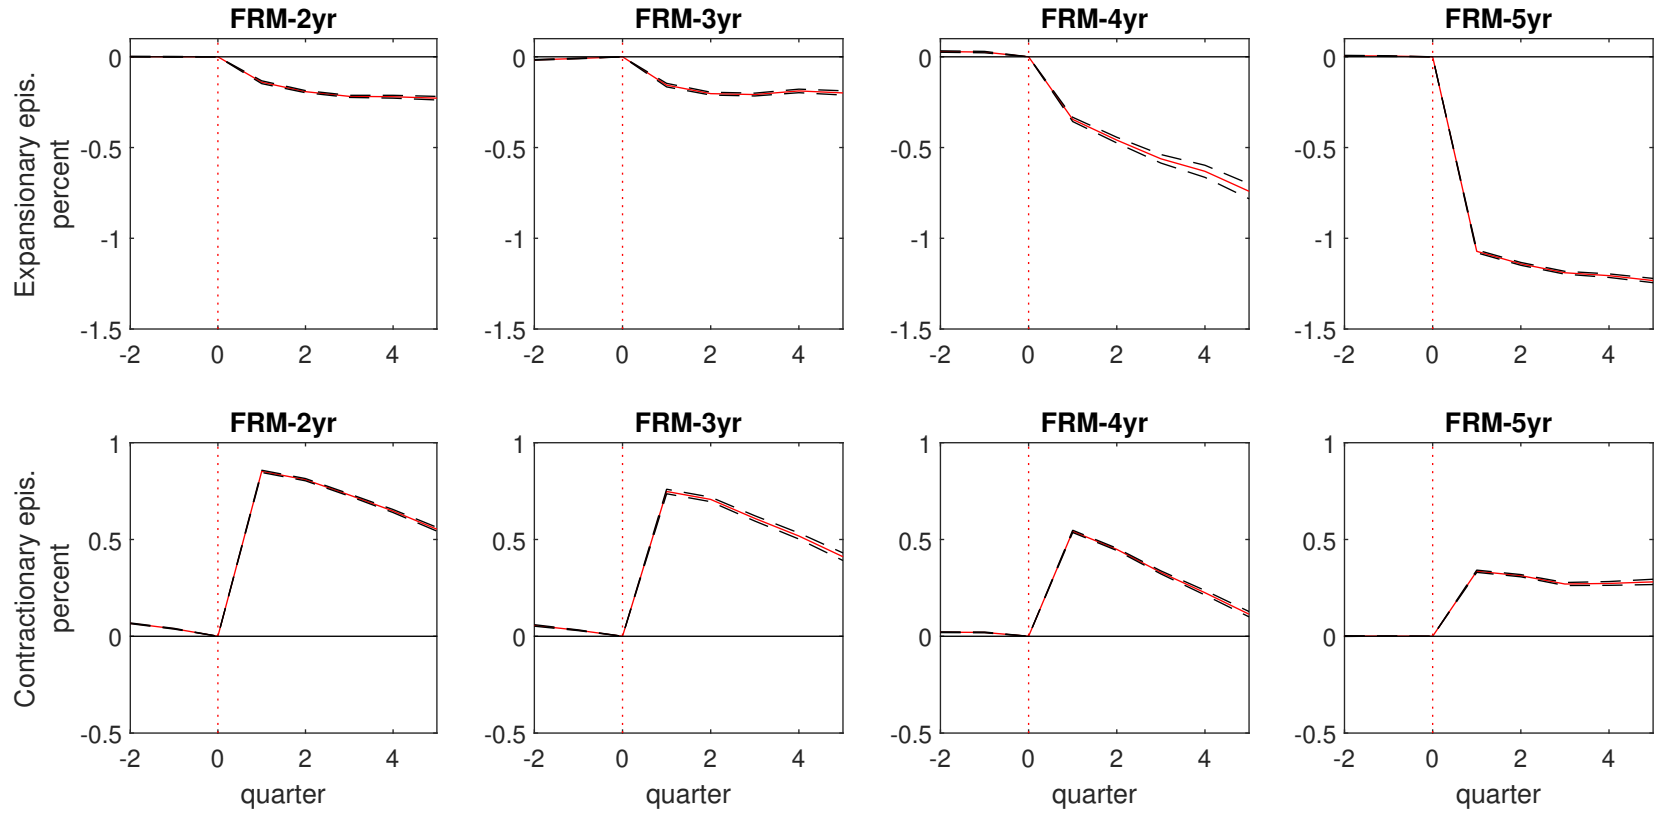 FRM-2yr FRM-3yr FRM-4yr FRM-5yr
Expansionary epis.
percent
0 0 0 0
-0.5 -0.5 -0.5 -0.5
-1 -1 -1 -1
-1.5 -1.5 -1.5 -1.5
-2 0 2 4 -2 0 2 4 -2 0 2 4 -2 0 2 4
FRM-2yr FRM-3yr FRM-4yr FRM-5yr
Contractionary epis.
percent
1 1 1 1
0.5 0.5 0.5 0.5
0 0 0 0
-0.5 -0.5 -0.5 -0.5
-2 0 2 4 -2 0 2 4 -2 0 2 4 -2 0 2 4
quarter quarter quarter quarter